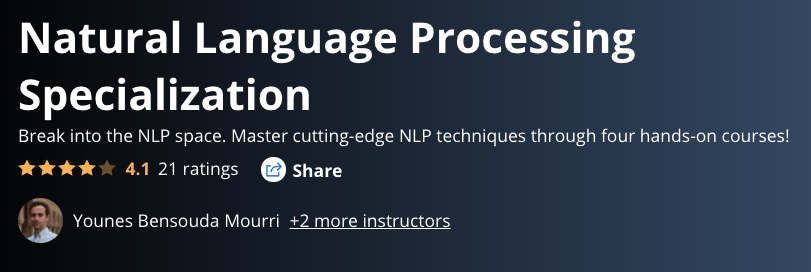 Natural Language Processing
Specialization
Break into the NLP space. Master cutting-edge NLP techniques through four hands-on courses!
4.1 21 ratings Share
Younes Bensouda Mourri +2 more instructors